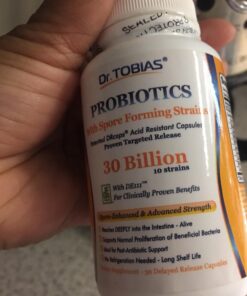 SEALED
Dr. TOBIAS®
PROBIOTICS
with Spore Forming Strains
Patented DRcaps® Acid Resistant Capsules
Proven Targeted Release
30 Billion
10 strains
With DE111™
For Clinically Proven Benefits
Spore-Enhanced & Advanced Strength
Reaches DEEPLY into the Intestine - Alive
Supports Normal Proliferation of Beneficial Bacteria
Ideal for Post-Antibiotic Support
No Refrigeration Needed - Long Shelf Life
Supplement - 30 Delayed Release Capsules